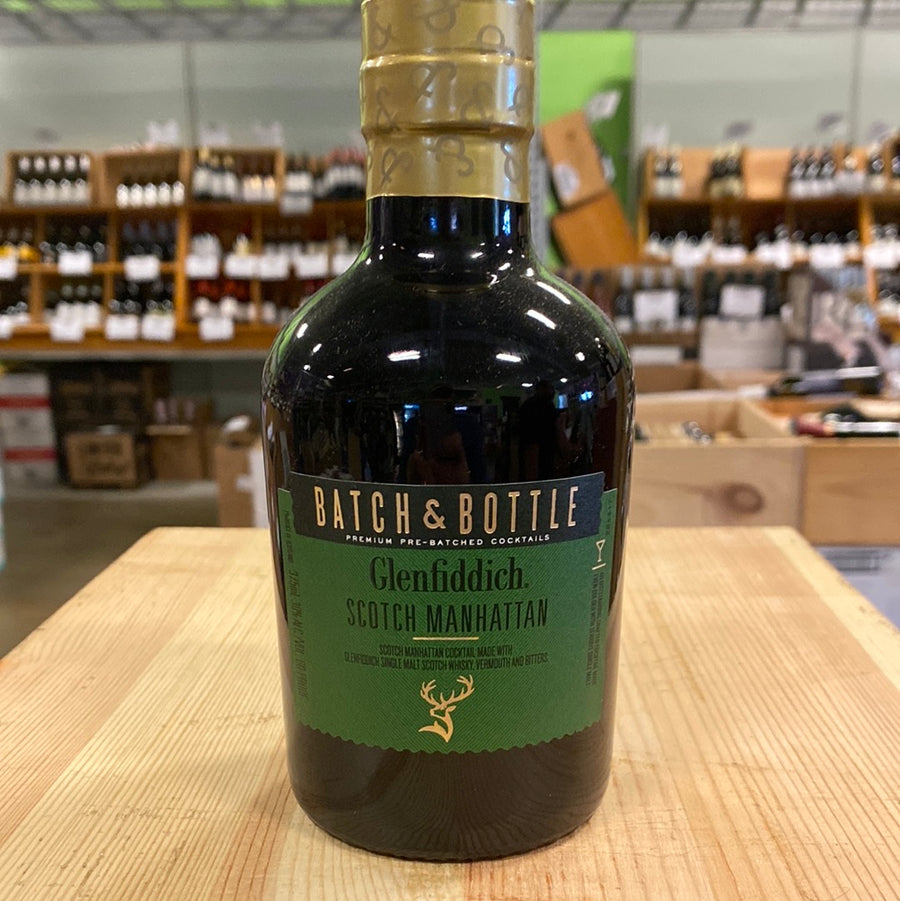 BATCH & BOTTLE
PREMIUM PRE-BATCHED COCKTAILS
Glenfiddich.
SCOTCH MANHATTAN
SCOTCH MANHATTAN COCKTAIL MADE WITH
GLENFIDDICH SINGLE MALT SCOTCH WHISKY, VERMOUTH AND BITTERS.